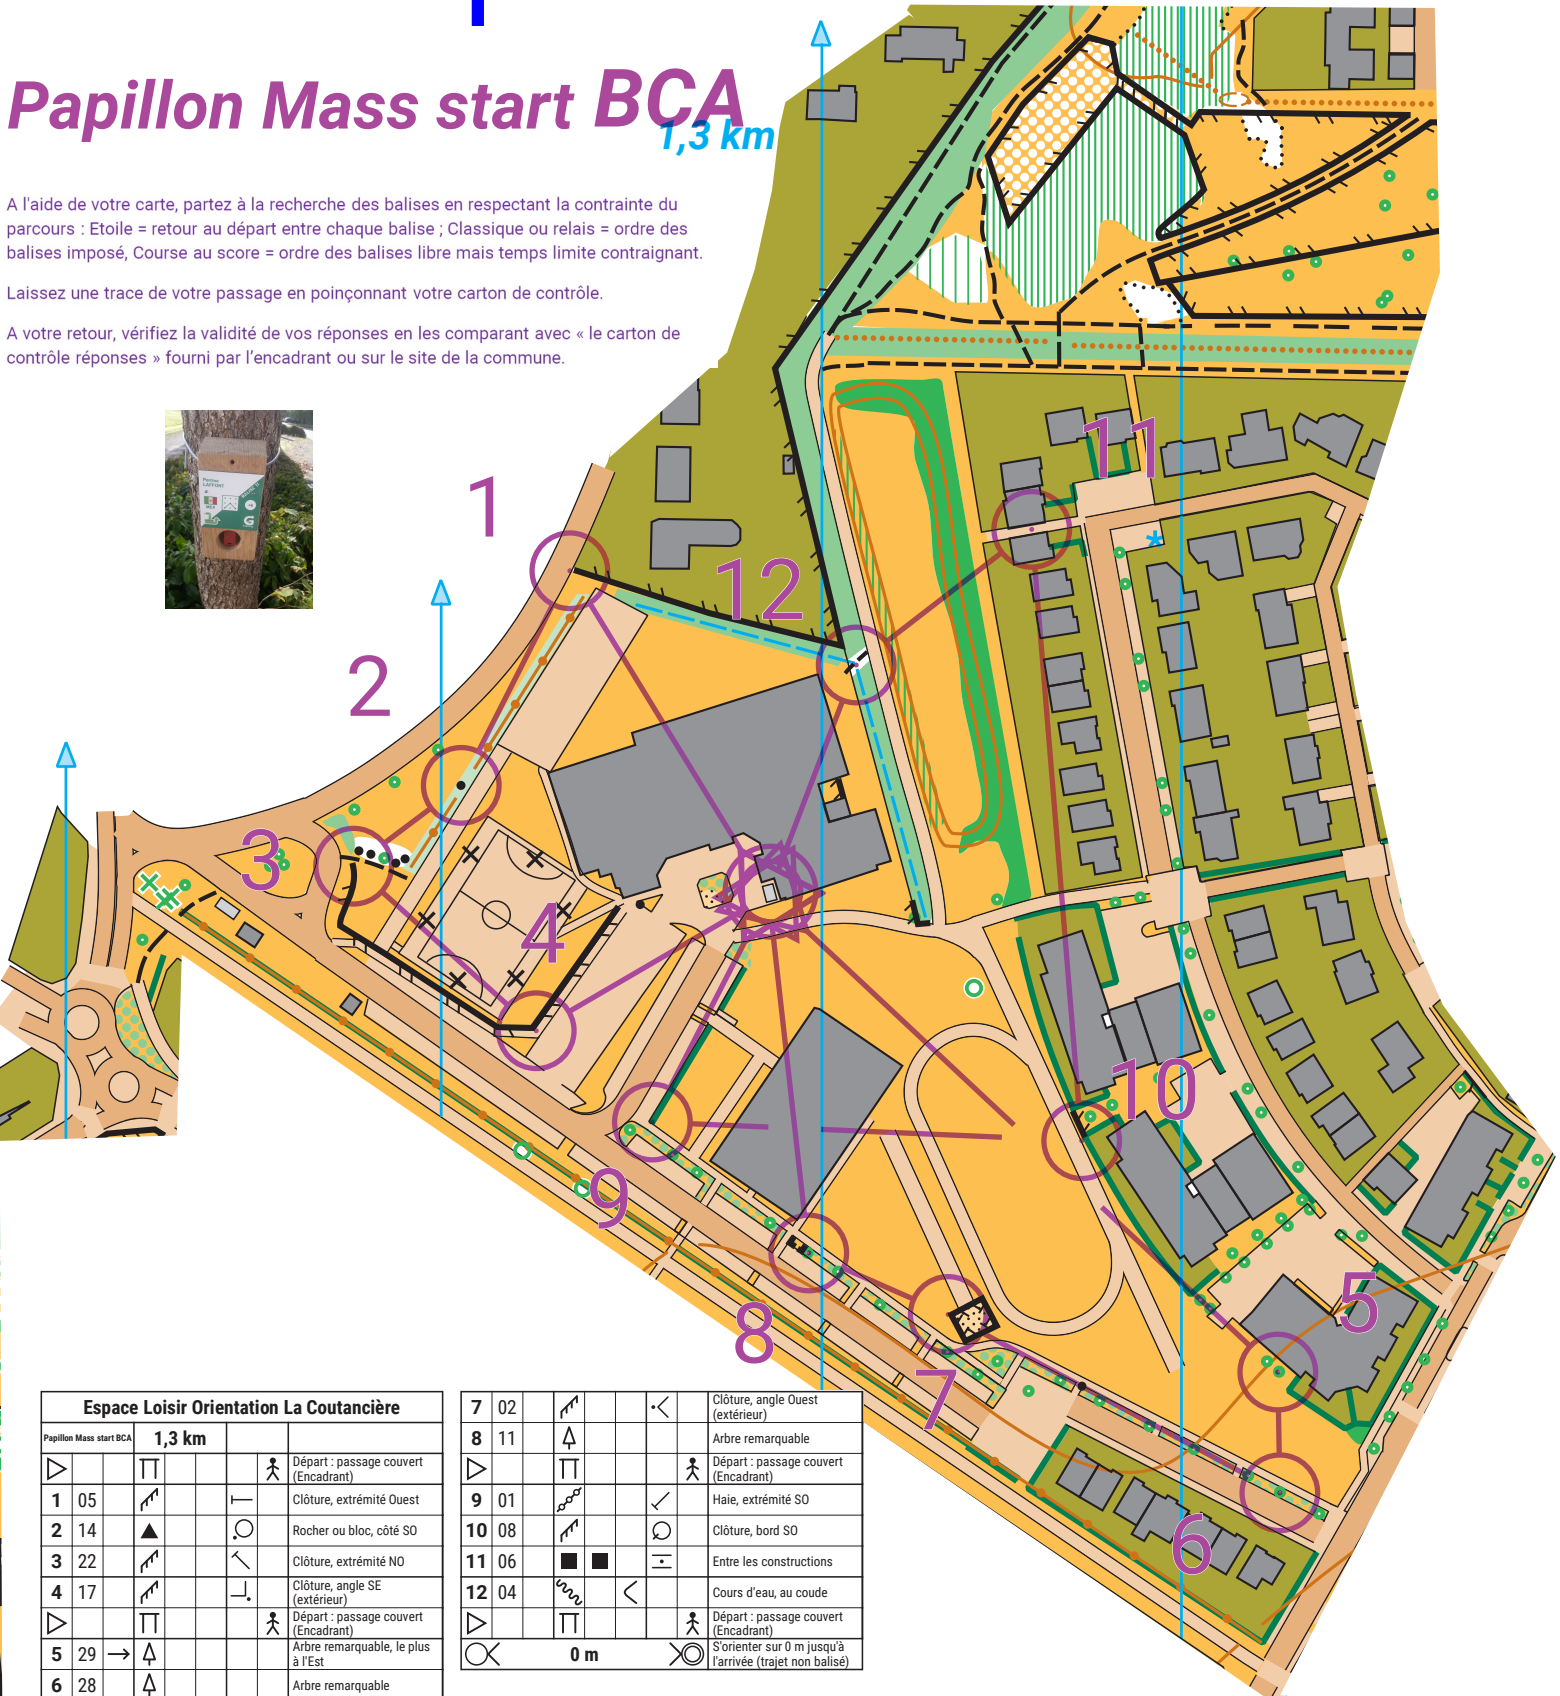 Papillon Mass start BCA
1,3 km
A l'aide de votre carte, partez à la recherche des balises en respectant la contrainte du
parcours : Etoile = retour au départ entre chaque balise ; Classique ou relais = ordre des
balises imposé, Course au score = ordre des balises libre mais temps limite contraignant.
Laissez une trace de votre passage en poinçonnant votre carton de contrôle.
A votre retour, vérifiez la validité de vos réponses en les comparant avec « le carton de
contrôle réponses » fourni par l'encadrant ou sur le site de la commune.
11
1
12
2
3
4
10
9
5
8
7
6
Espace Loisir Orientation La Coutancière
Papillon Mass start BCA 1,3 km
Départ : passage couvert
(Encadrant)
1 05 Clôture, extrémité Ouest
2 14 Rocher ou bloc, côté SO
3 22 Clôture, extrémité NO
4 17 Clôture, angle SE
(extérieur)
Départ : passage couvert
(Encadrant)
5 29 Arbre remarquable, le plus
à l'Est
6 28 Arbre remarquable
7 02 Clôture, angle Ouest
(extérieur)
8 11 Arbre remarquable
Départ : passage couvert
(Encadrant)
9 01 Haie, extrémité SO
10 08 Clôture, bord SO
11 06 Entre les constructions
12 04 Cours d'eau, au coude
Départ : passage couvert
(Encadrant)
0 m S'orienter sur 0 m jusqu'à
l'arrivée (trajet non balisé)